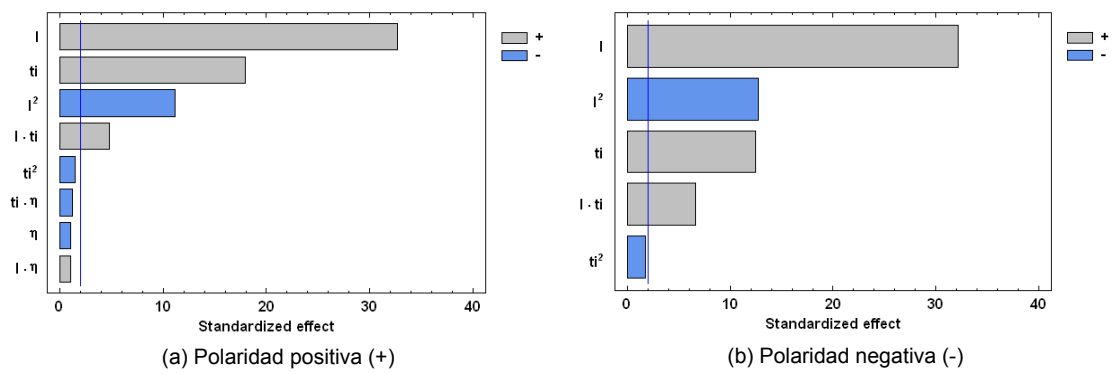 I
ti
I²
I · ti
ti²
ti · η
η
I · η
0 10 20 30 40
Standardized effect
+
-
(a) Polaridad positiva (+)
I
I²
ti
I · ti
ti²
0 10 20 30 40
Standardized effect
+
-
(b) Polaridad negativa (-)